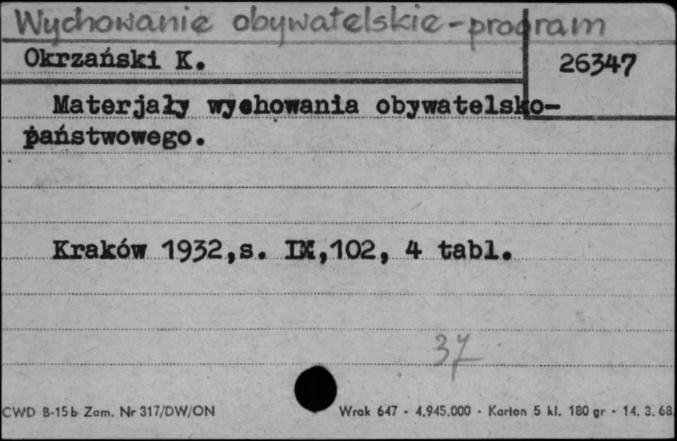 Wychowanie obywatelskie - program
Okrzański K.
26347
Materjały wychowania obywatelsko-
państwowego.
Kraków 1932,s. IX,102, 4 tabl.
37
CWD B-15b Zam. Nr 317/DW/ON
Wrak 647 - 4.945.000 - Karton 5 kl. 180 gr - 14. 3. 68